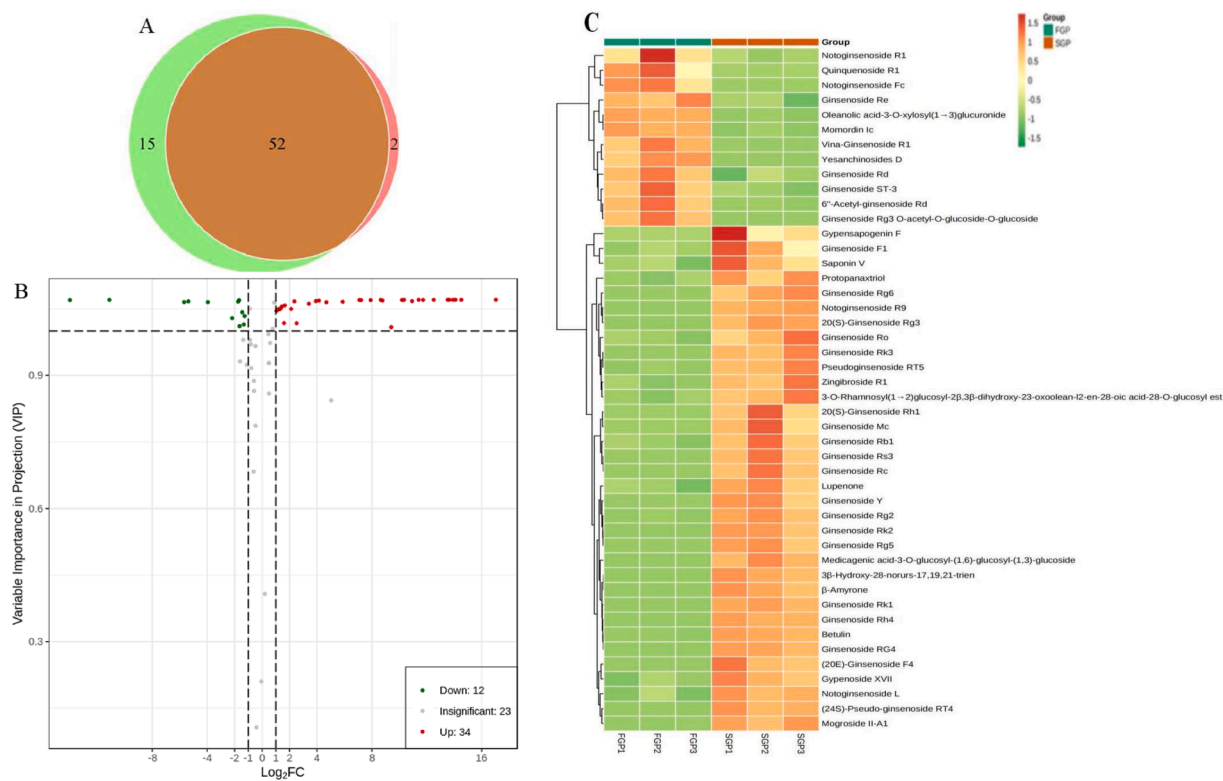 A
15
52
2
B
Variable Importance in Projection (VIP)
0.9
0.6
0.3
Down: 12
Insignificant: 23
Up: 34
-8
-2
-1
0
1
2
4
8
16
Log2FC
C
Group
1.5
1
0.5
0
-0.5
-1
-1.5
Group
FGP
SGP
Notoginsenoside R1
Quinquenoside R1
Notoginsenoside Fc
Ginsenoside Re
Oleanolic acid-3-O-xylosyl(1→3)glucuronide
Momordin Ic
Vina-Ginsenoside R1
Yesanchinosides D
Ginsenoside Rd
Ginsenoside ST-3
6''-Acetyl-ginsenoside Rd
Ginsenoside Rg3 O-acetyl-O-glucoside-O-glucoside
Gypensapogenin F
Ginsenoside F1
Saponin V
Protopanaxtriol
Ginsenoside Rg6
Notoginsenoside R9
20(S)-Ginsenoside Rg3
Ginsenoside Ro
Ginsenoside Rk3
Pseudoginsenoside RT5
Zingibroside R1
3-O-Rhamnosyl(1→2)glucosyl-2β,3β-dihydroxy-23-oxoolean-l2-en-28-oic acid-28-O-glucosyl est
20(S)-Ginsenoside Rh1
Ginsenoside Mc
Ginsenoside Rb1
Ginsenoside Rs3
Ginsenoside Rc
Lupenone
Ginsenoside Y
Ginsenoside Rg2
Ginsenoside Rk2
Ginsenoside Rg5
Medicagenic acid-3-O-glucosyl-(1,6)-glucosyl-(1,3)-glucoside
3β-Hydroxy-28-norurs-17,19,21-trien
β-Amyrone
Ginsenoside Rk1
Ginsenoside Rh4
Betulin
Ginsenoside RG4
(20E)-Ginsenoside F4
Gypenoside XVII
Notoginsenoside L
(24S)-Pseudo-ginsenoside RT4
Mogroside II-A1
FGP1
FGP2
FGP3
SGP1
SGP2
SGP3